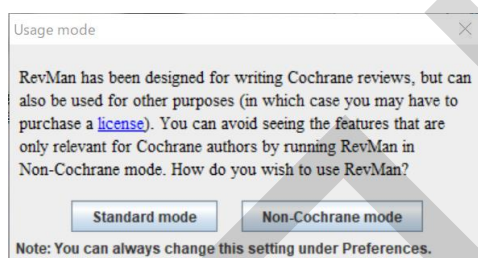 Usage mode
RevMan has been designed for writing Cochrane reviews, but can
also be used for other purposes (in which case you may have to
purchase a license). You can avoid seeing the features that are
only relevant for Cochrane authors by running RevMan in
Non-Cochrane mode. How do you wish to use RevMan?
Standard mode Non-Cochrane mode
Note: You can always change this setting under Preferences.